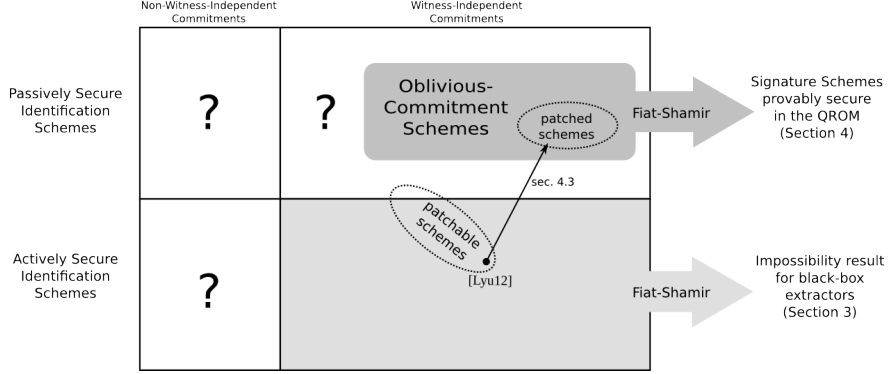 Non-Witness-Independent
Commitments
Witness-Independent
Commitments
Passively Secure
Identification
Schemes
?
?
Oblivious-
Commitment
Schemes
patched
schemes
Fiat-Shamir
Signature Schemes
provably secure
in the QROM
(Section 4)
sec. 4.3
patchable
schemes
[Lyu12]
Actively Secure
Identification
Schemes
?
Fiat-Shamir
Impossibility result
for black-box
extractors
(Section 3)